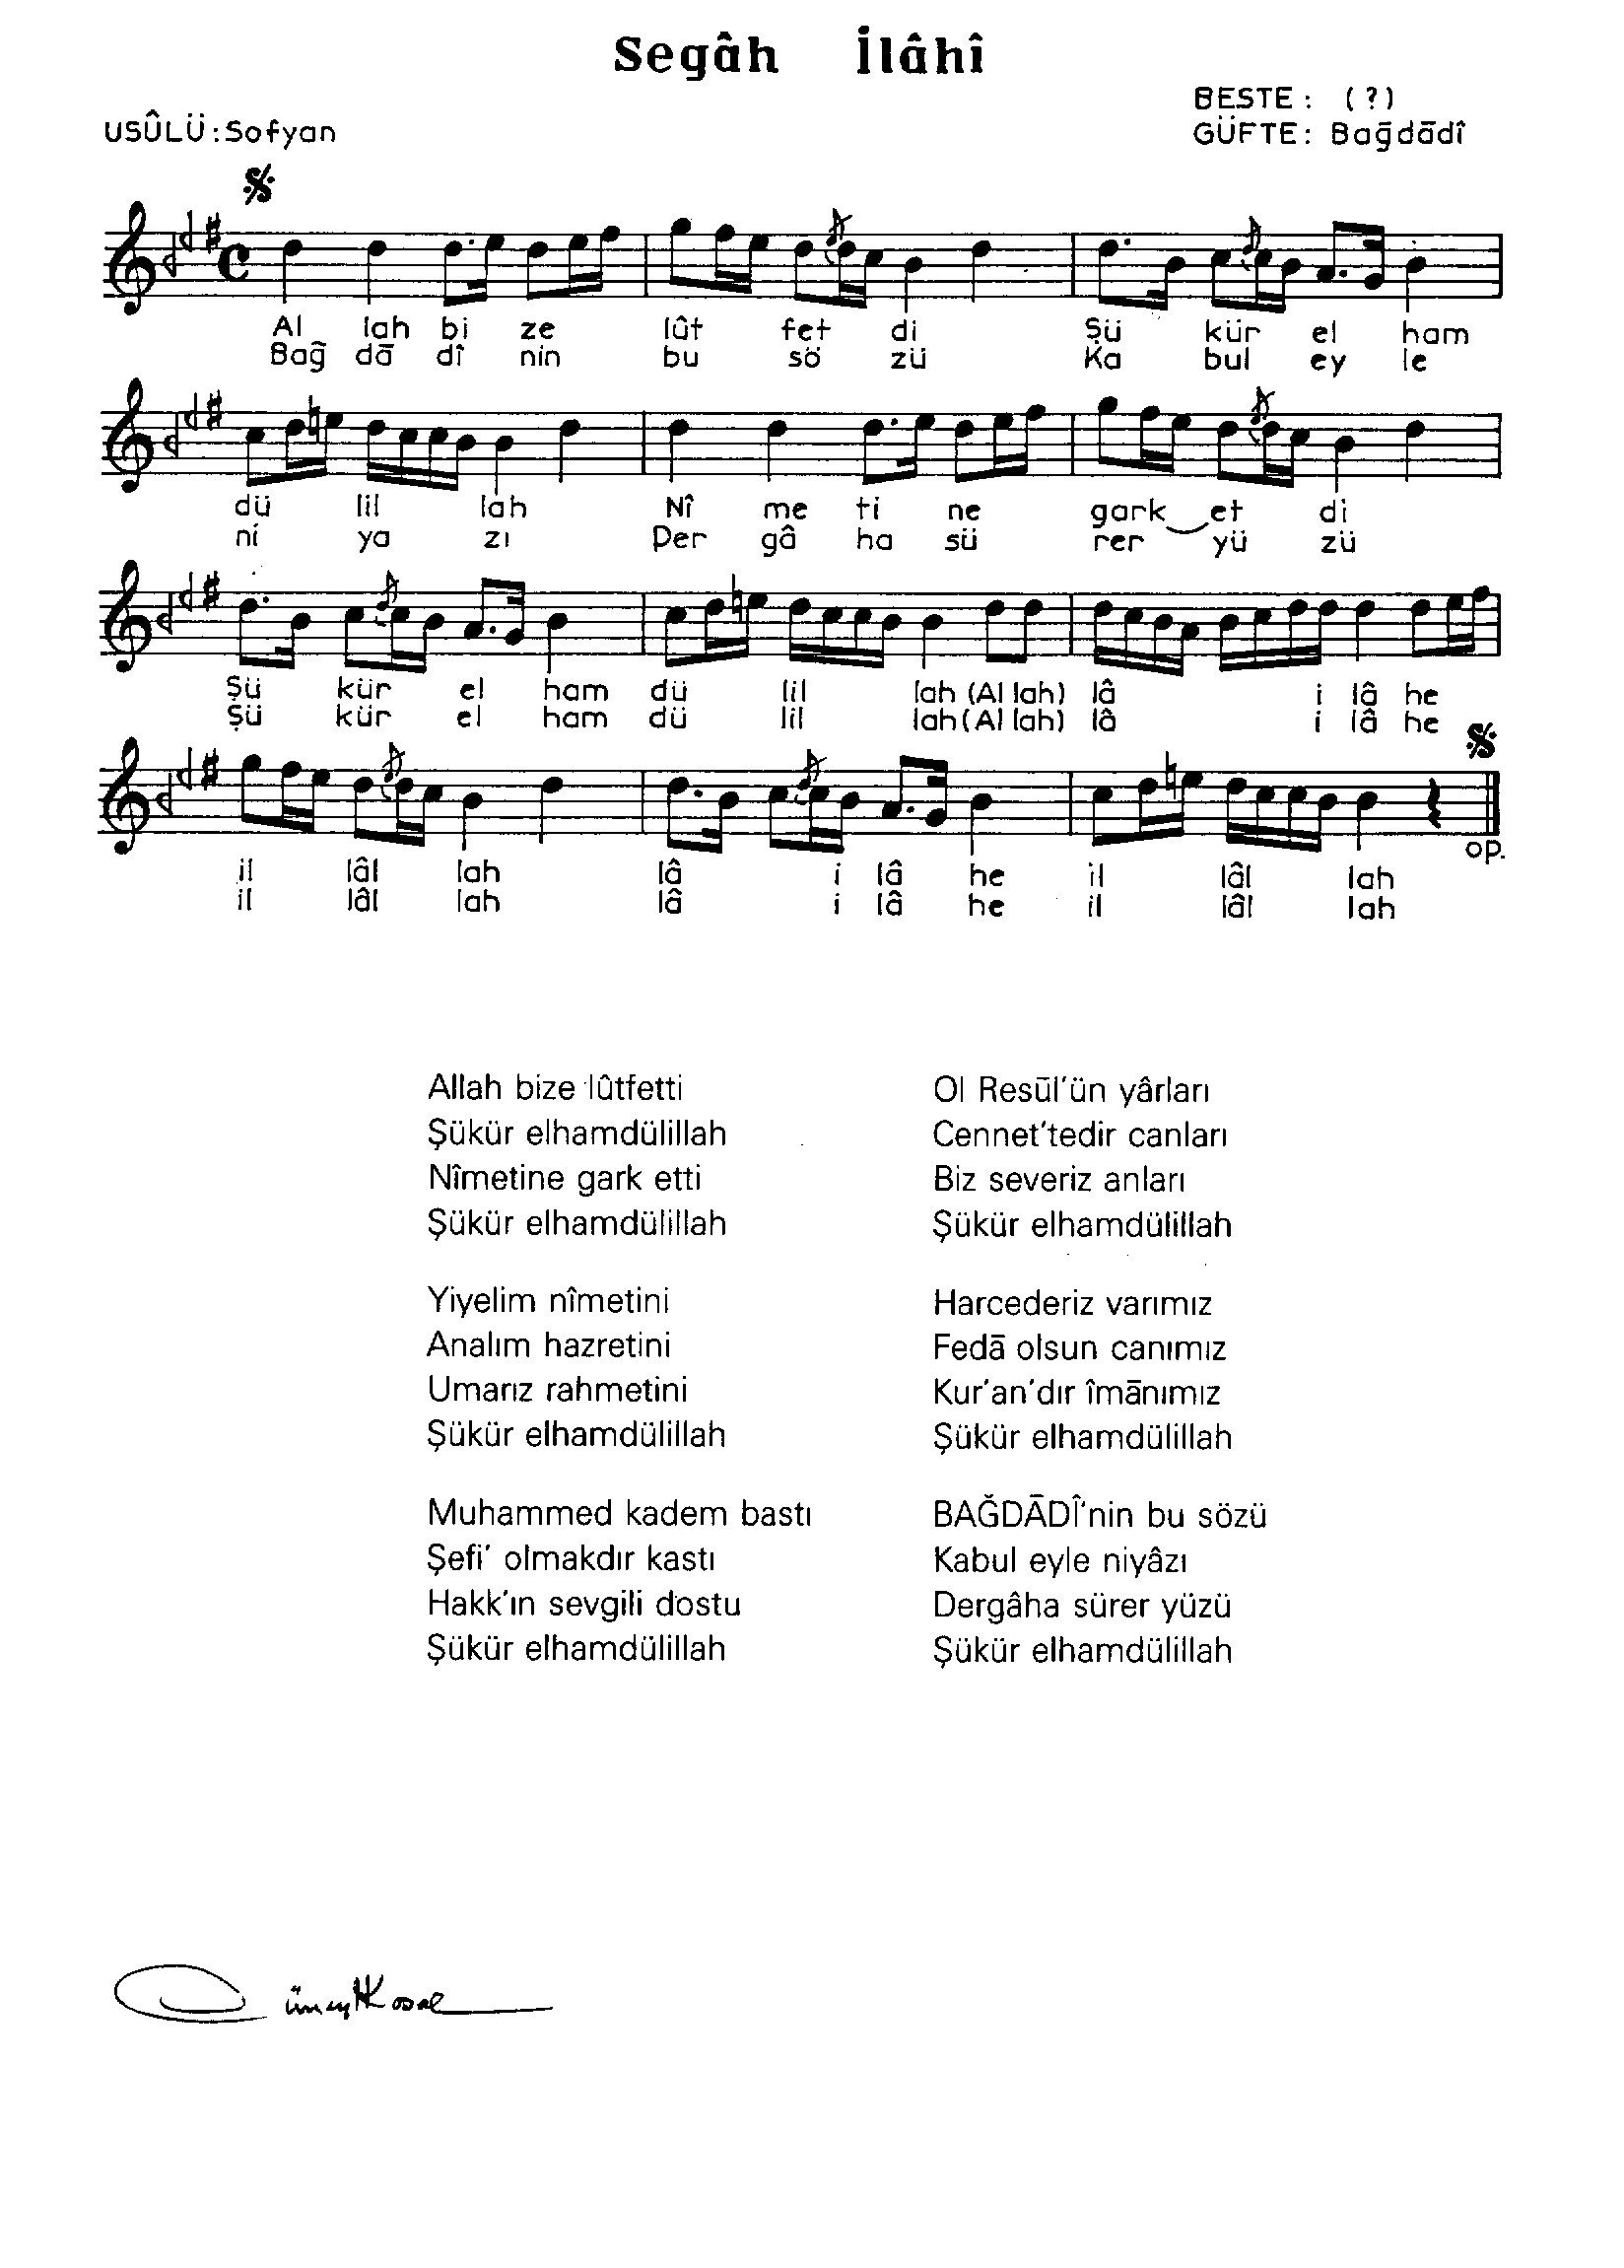 Segâh İlâhî
BESTE: (?)
USÛLÜ: Sofyan
GÜFTE: Bağdādî
Al lah bi ze lût fet di Şü kür el ham
Bağ dā dî nin bu sö zü Ka bul ey le
dü lil lah Nî me ti ne gark et di
ni ya zı Der gâ ha sü rer yü zü
Şü kür el ham dü lil lah (Al lah) lâ i lâ he
Şü kür el ham dü lil lah (Al lah) lâ i lâ he
il lâl lah lâ i lâ he il lâl lah
il lâl lah lâ i lâ he il lâl lah
op.
Allah bize lûtfetti
Şükür elhamdülillah
Nîmetine gark etti
Şükür elhamdülillah
Yiyelim nîmetini
Analım hazretini
Umarız rahmetini
Şükür elhamdülillah
Muhammed kadem bastı
Şefi' olmakdır kastı
Hakk'ın sevgili dostu
Şükür elhamdülillah
Ol Resūl'ün yârları
Cennet'tedir canları
Biz severiz anları
Şükür elhamdülillah
Harcederiz varımız
Fedā olsun canımız
Kur'an'dır îmānımız
Şükür elhamdülillah
BAĞDĀDÎ'nin bu sözü
Kabul eyle niyâzı
Dergâha sürer yüzü
Şükür elhamdülillah
Cüneyt Kosal